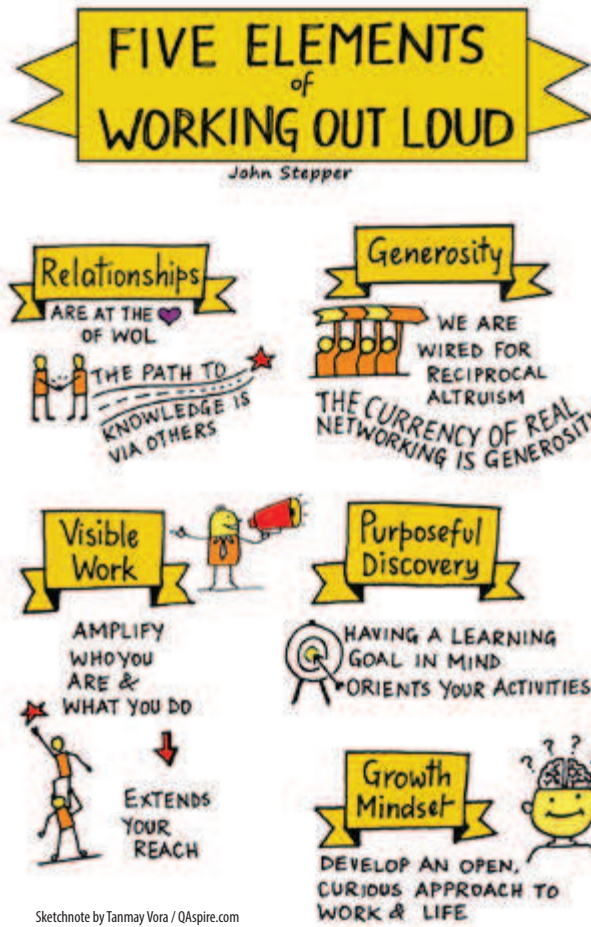 FIVE ELEMENTS
of
WORKING OUT LOUD
John Stepper
Relationships
ARE AT THE
OF WOL
THE PATH TO
KNOWLEDGE IS
VIA OTHERS
Generosity
WE ARE
WIRED FOR
RECIPROCAL
ALTRUISM
THE CURRENCY OF REAL
NETWORKING IS GENEROSITY
Visible
Work
AMPLIFY
WHO YOU
ARE &
WHAT YOU DO
EXTENDS
YOUR
REACH
Purposeful
Discovery
HAVING A LEARNING
GOAL IN MIND
ORIENTS YOUR ACTIVITIES
? ? ?
Growth
Mindset
DEVELOP AN OPEN,
CURIOUS APPROACH TO
WORK & LIFE
Sketchnote by Tanmay Vora / QAspire.com